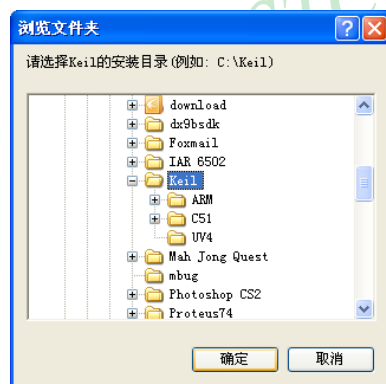 浏览文件夹
请选择Keil的安装目录(例如: C:\Keil)
download
dx9bsdk
Foxmail
IAR 6502
Keil
ARM
C51
UV4
Mah Jong Quest
mbug
Photoshop CS2
Proteus74
确定
取消